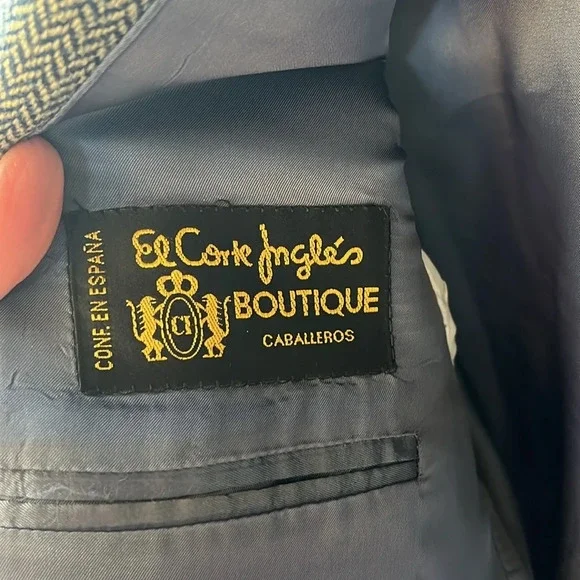 CONF. EN ESPAÑA
El Corte Inglés
CI
BOUTIQUE
CABALLEROS